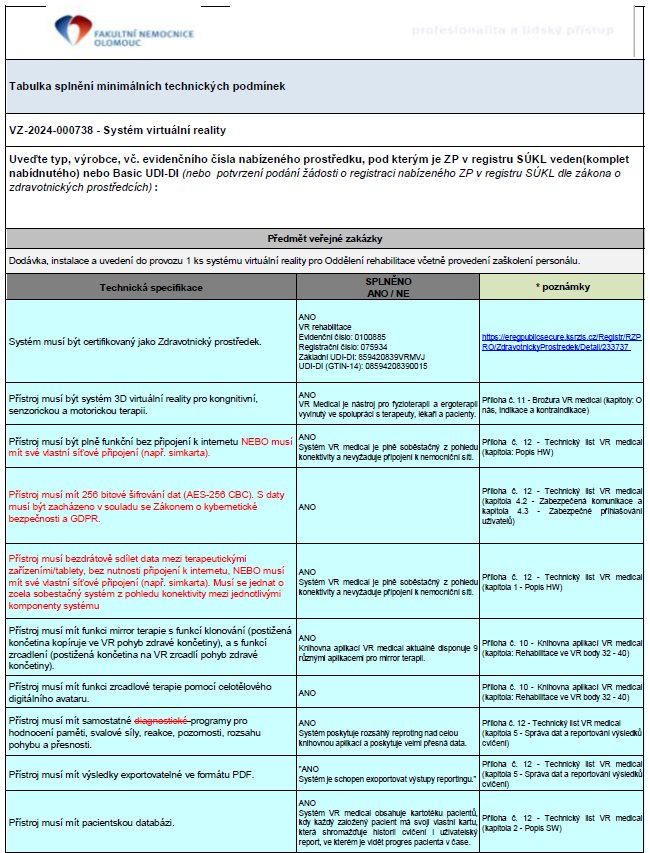 FAKULTNÍ NEMOCNICE
OLOMOUC
profesionalita a lidský přístup
Tabulka splnění minimálních technických podmínek
VZ-2024-000738 - Systém virtuální reality
Uveďte typ, výrobce, vč. evidenčního čísla nabízeného prostředku, pod kterým je ZP v registru SÚKL veden(komplet
nabídnutého) nebo Basic UDI-DI (nebo potvrzení podání žádosti o registraci nabízeného ZP v registru SÚKL dle zákona o
zdravotnických prostředcích) :
Předmět veřejné zakázky
Dodávka, instalace a uvedení do provozu 1 ks systému virtuální reality pro Oddělení rehabilitace včetně provedení zaškolení personálu.
Technická specifikace
SPLNĚNO
ANO / NE
* poznámky
Systém musí být certifikovaný jako Zdravotnický prostředek.
ANO
VR rehabilitace
Evidenční číslo: 0100885
Registrační číslo: 075934
Základní UDI-DI: 859420839VRMVJ
UDI-DI (GTIN-14): 08594208390015
https://eregpublicsecure.ksrzis.cz/Registr/RZP
RO/ZdravotnickyProstredek/Detail/233737
Přístroj musí být systém 3D virtuální reality pro kongnitivní,
senzorickou a motorickou terapii.
ANO
VR Medical je nástroj pro fyzioterapii a ergoterapii
vyvinutý ve spolupráci s terapeuty, lékaři a pacienty.
Příloha č. 11 - Brožura VR medical (kapitoly: O
nás, Indikace a kontraindikace)
Přístroj musí být plně funkční bez připojení k internetu NEBO musí
mít své vlastní síťové připojení (např. simkarta).
ANO
Systém VR medical je plně soběstačný z pohledu
konektivity a nevyžaduje připojení k nemocniční síti.
Příloha č. 12 - Technický list VR medical
(kapitola: Popis HW)
Přístroj musí mít 256 bitové šifrování dat (AES-256 CBC). S daty
musí být zacházeno v souladu se Zákonem o kybernetické
bezpečnosti a GDPR.
ANO
Příloha č. 12 - Technický list VR medical
(kapitola 4.2 - Zabezpečená komunikace a
kapitola 4.3 - Zabezpečné přihlašování
uživatelů)
Přístroj musí bezdrátově sdílet data mezi terapeutickými
zařízeními/tablety, bez nutnosti připojení k internetu, NEBO musí
mít své vlastní síťové připojení (např. simkarta). Musí se jednat o
zcela sobestačný systém z pohledu konektivity mezi jednotlivými
komponenty systému
ANO
Systém VR medical je plně soběstačný z pohledu
konektivity a nevyžaduje připojení k nemocniční síti.
Příloha č. 12 - Technický list VR medical
(kapitola 1 - Popis HW)
Přístroj musí mít funkci mirror terapie s funkcí klonování (postižená
končetina kopíruje ve VR pohyb zdravé končetiny), a s funkcí
zrcadlení (postižená končetina na VR zrcadlí pohyb zdravé
končetiny).
ANO
Knihovna aplikací VR medical aktuálně disponuje 9
různými aplikacemi pro mirror terapii.
Příloha č. 10 - Knihovna aplikací VR medical
(kapitola: Rehabilitace ve VR body 32 - 40)
Přístroj musí mít funkci zrcadlové terapie pomocí celotělového
digitálního avataru.
ANO
Příloha č. 10 - Knihovna aplikací VR medical
(kapitola: Rehabilitace ve VR body 32 - 40)
Přístroj musí mít samostatné diagnostické programy pro
hodnocení paměti, svalové síly, reakce, pozornosti, rozsahu
pohybu a přesnosti.
ANO
Systém poskytuje rozsáhlý reproting nad celou
knihovnou aplikací a poskytuje velmi přesná data.
Příloha č. 12 - Technický list VR medical
(kapitola 5 - Správa dat a reportování výsledků
cvičení)
Přístroj musí mít výsledky exportovatelné ve formátu PDF.
"ANO
Systém je schopen exoportovat výstupy reportingu."
Příloha č. 12 - Technický list VR medical
(kapitola 5 - Správa dat a reportování výsledků
cvičení)
Přístroj musí mít pacientskou databázi.
ANO
Systém VR medical obsahuje kartotéku pacientů,
kdy každý založený pacient má svoji vlastní kartu,
která shromažďuje historii cvičení i uživatelský
report, ve kterém je vidět progres pacienta v čase.
Příloha č. 12 - Technický list VR medical
(kapitola 2 - Popis SW)